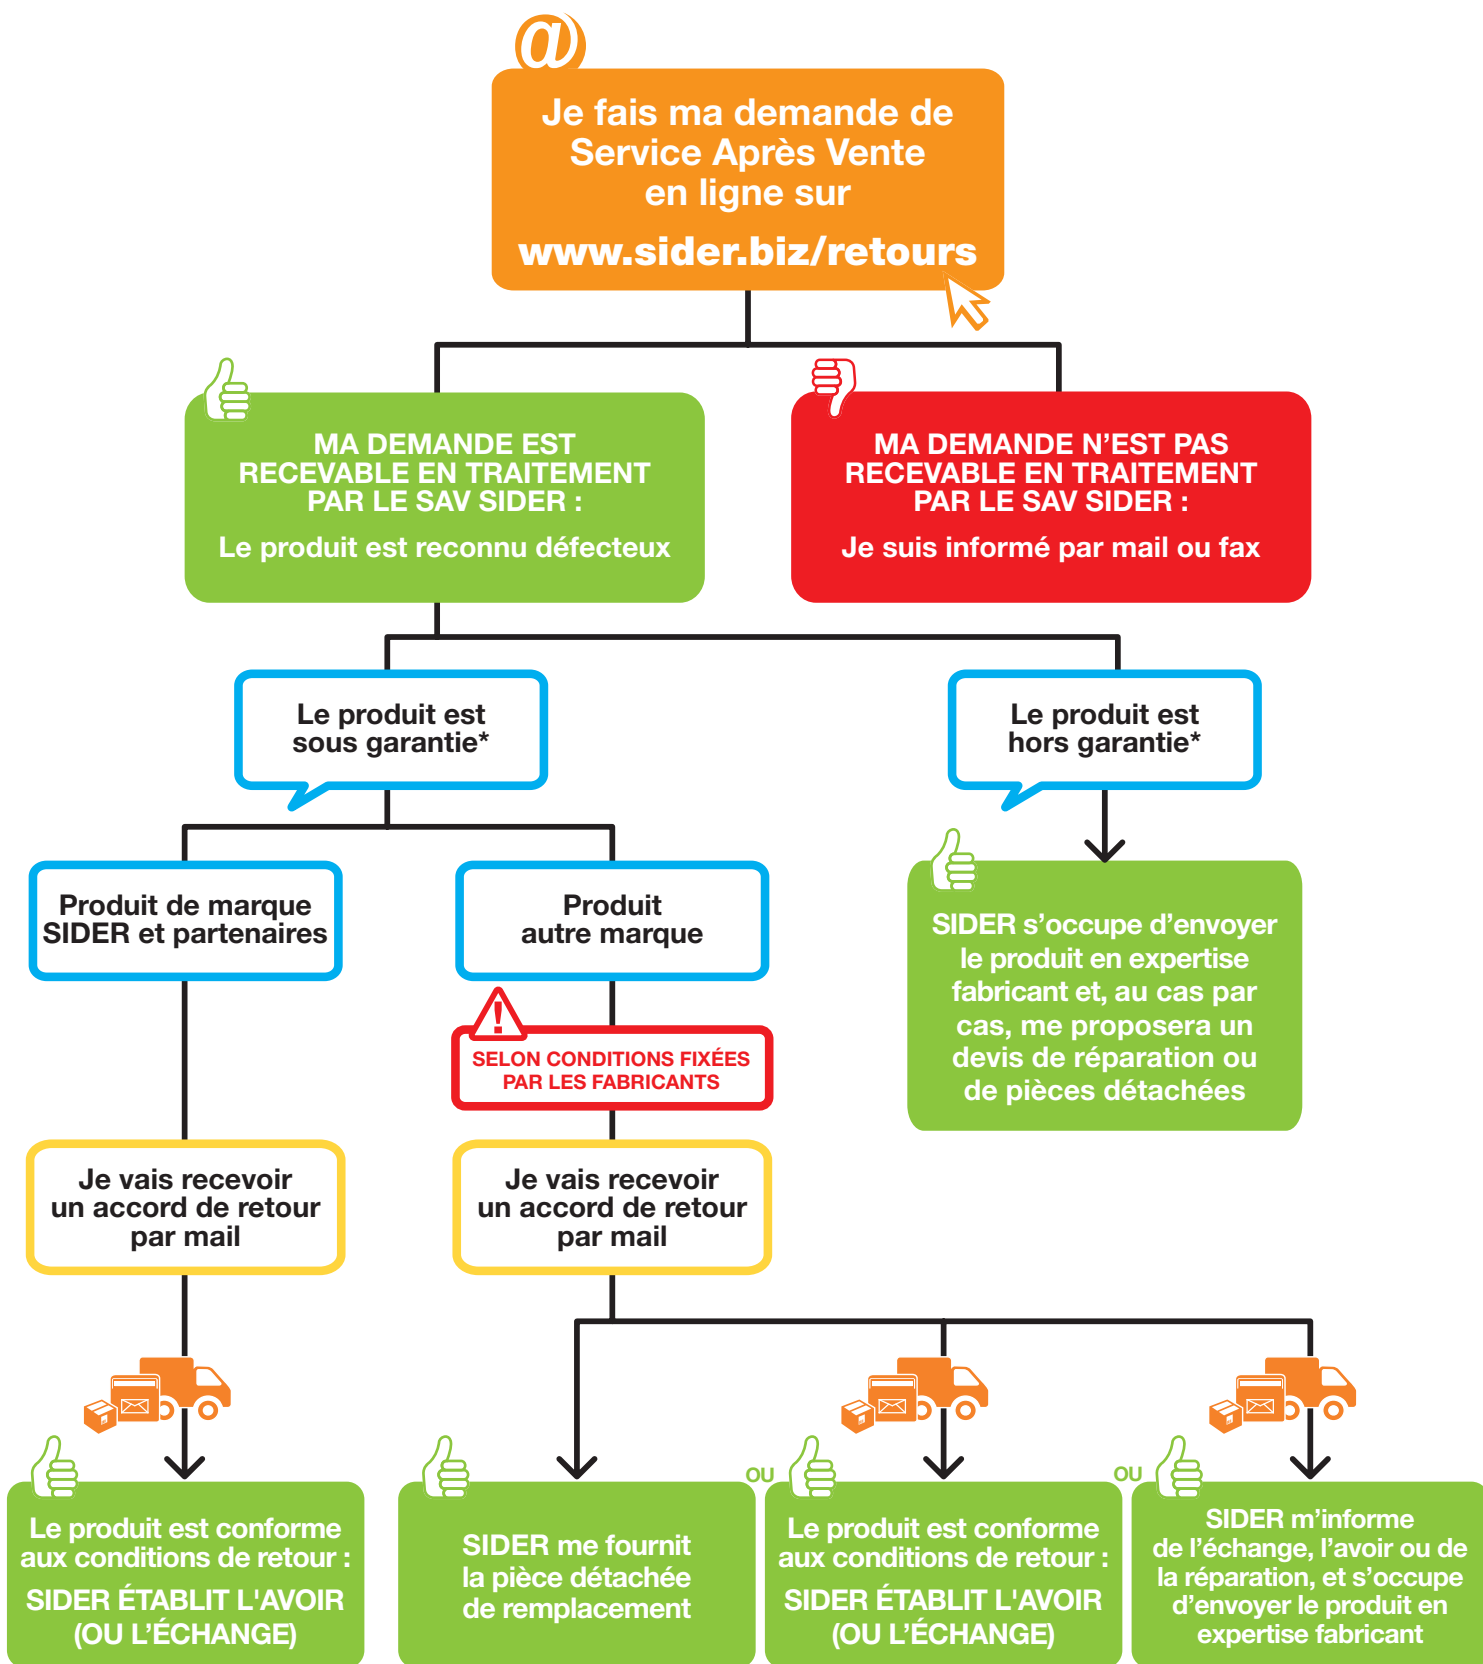 @
Je fais ma demande de
Service Après Vente
en ligne sur
www.sider.biz/retours
MA DEMANDE EST
RECEVABLE EN TRAITEMENT
PAR LE SAV SIDER :
Le produit est reconnu défecteux
MA DEMANDE N’EST PAS
RECEVABLE EN TRAITEMENT
PAR LE SAV SIDER :
Je suis informé par mail ou fax
Le produit est
sous garantie*
Le produit est
hors garantie*
Produit de marque
SIDER et partenaires
Produit
autre marque
SIDER s’occupe d’envoyer
le produit en expertise
fabricant et, au cas par
cas, me proposera un
devis de réparation ou
de pièces détachées
!
SELON CONDITIONS FIXÉES
PAR LES FABRICANTS
Je vais recevoir
un accord de retour
par mail
Je vais recevoir
un accord de retour
par mail
Le produit est conforme
aux conditions de retour :
SIDER ÉTABLIT L'AVOIR
(OU L’ÉCHANGE)
SIDER me fournit
la pièce détachée
de remplacement
OU
Le produit est conforme
aux conditions de retour :
SIDER ÉTABLIT L'AVOIR
(OU L’ÉCHANGE)
OU
SIDER m’informe
de l’échange, l’avoir ou de
la réparation, et s’occupe
d’envoyer le produit en
expertise fabricant